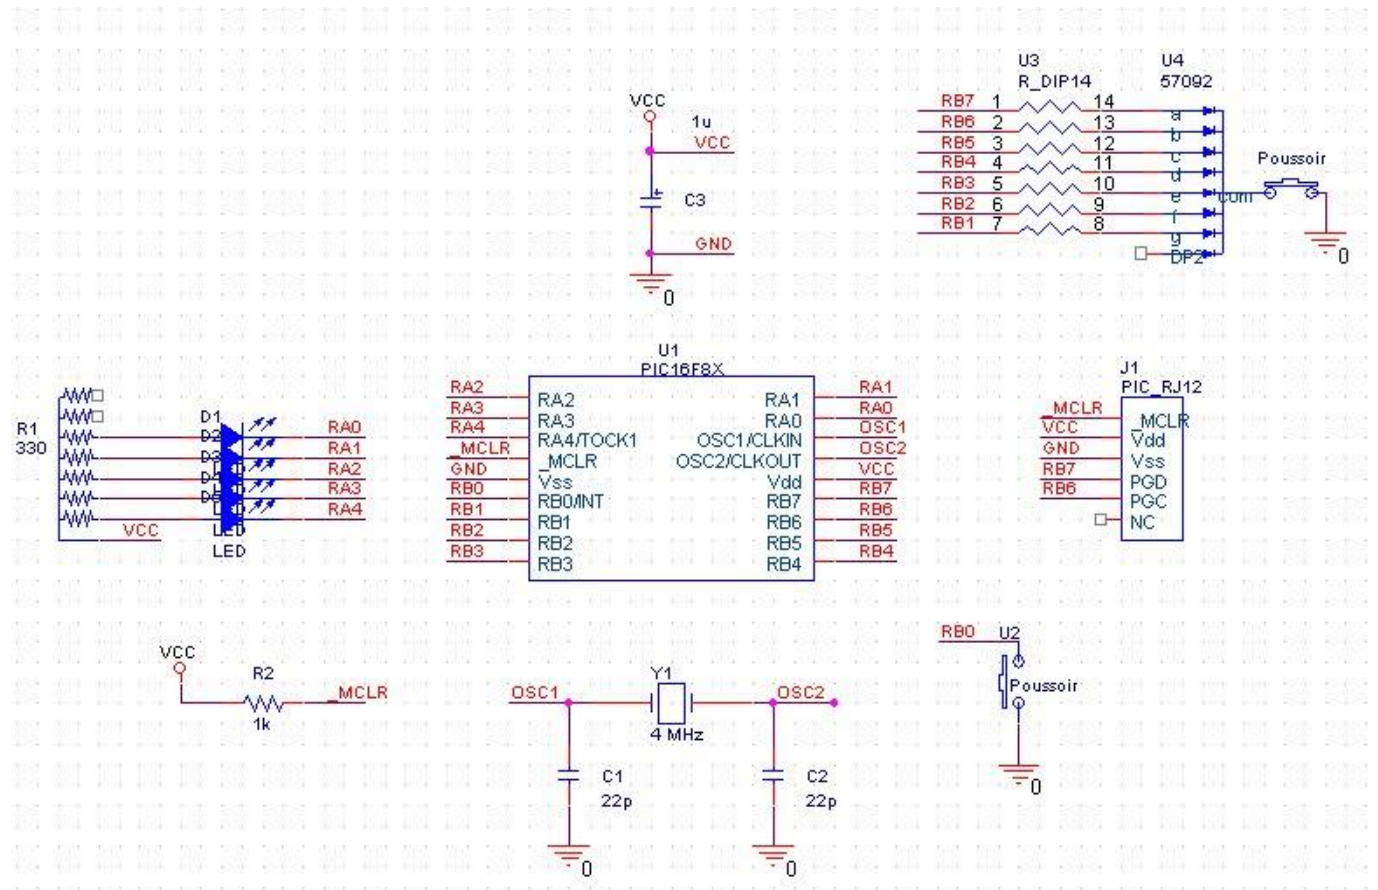 VCC
1u
VCC
C3
GND
0
U3
R_DIP14
U4
57092
RB7 1 14 a
RB6 2 13 b
RB5 3 12 c
RB4 4 11 d
RB3 5 10 e
RB2 6 9 f
RB1 7 8 g
DP2
com
Poussoir
0
R1
330
D1
D2
D3
D4
D5
RA0
RA1
RA2
RA3
RA4
VCC
LED
LED
U1
PIC16F8X
RA2 RA2 RA1 RA1
RA3 RA3 RA0 RA0
RA4 RA4/TOCK1 OSC1/CLKIN OSC1
_MCLR _MCLR OSC2/CLKOUT OSC2
GND Vss Vdd VCC
RB0 RB0/INT RB7 RB7
RB1 RB1 RB6 RB6
RB2 RB2 RB5 RB5
RB3 RB3 RB4 RB4
J1
PIC_RJ12
_MCLR _MCLR
VCC Vdd
GND Vss
RB7 PGD
RB6 PGC
NC
VCC
R2
_MCLR
1k
OSC1
Y1
OSC2
4 MHz
C1
22p
C2
22p
0
0
RB0
U2
Poussoir
0